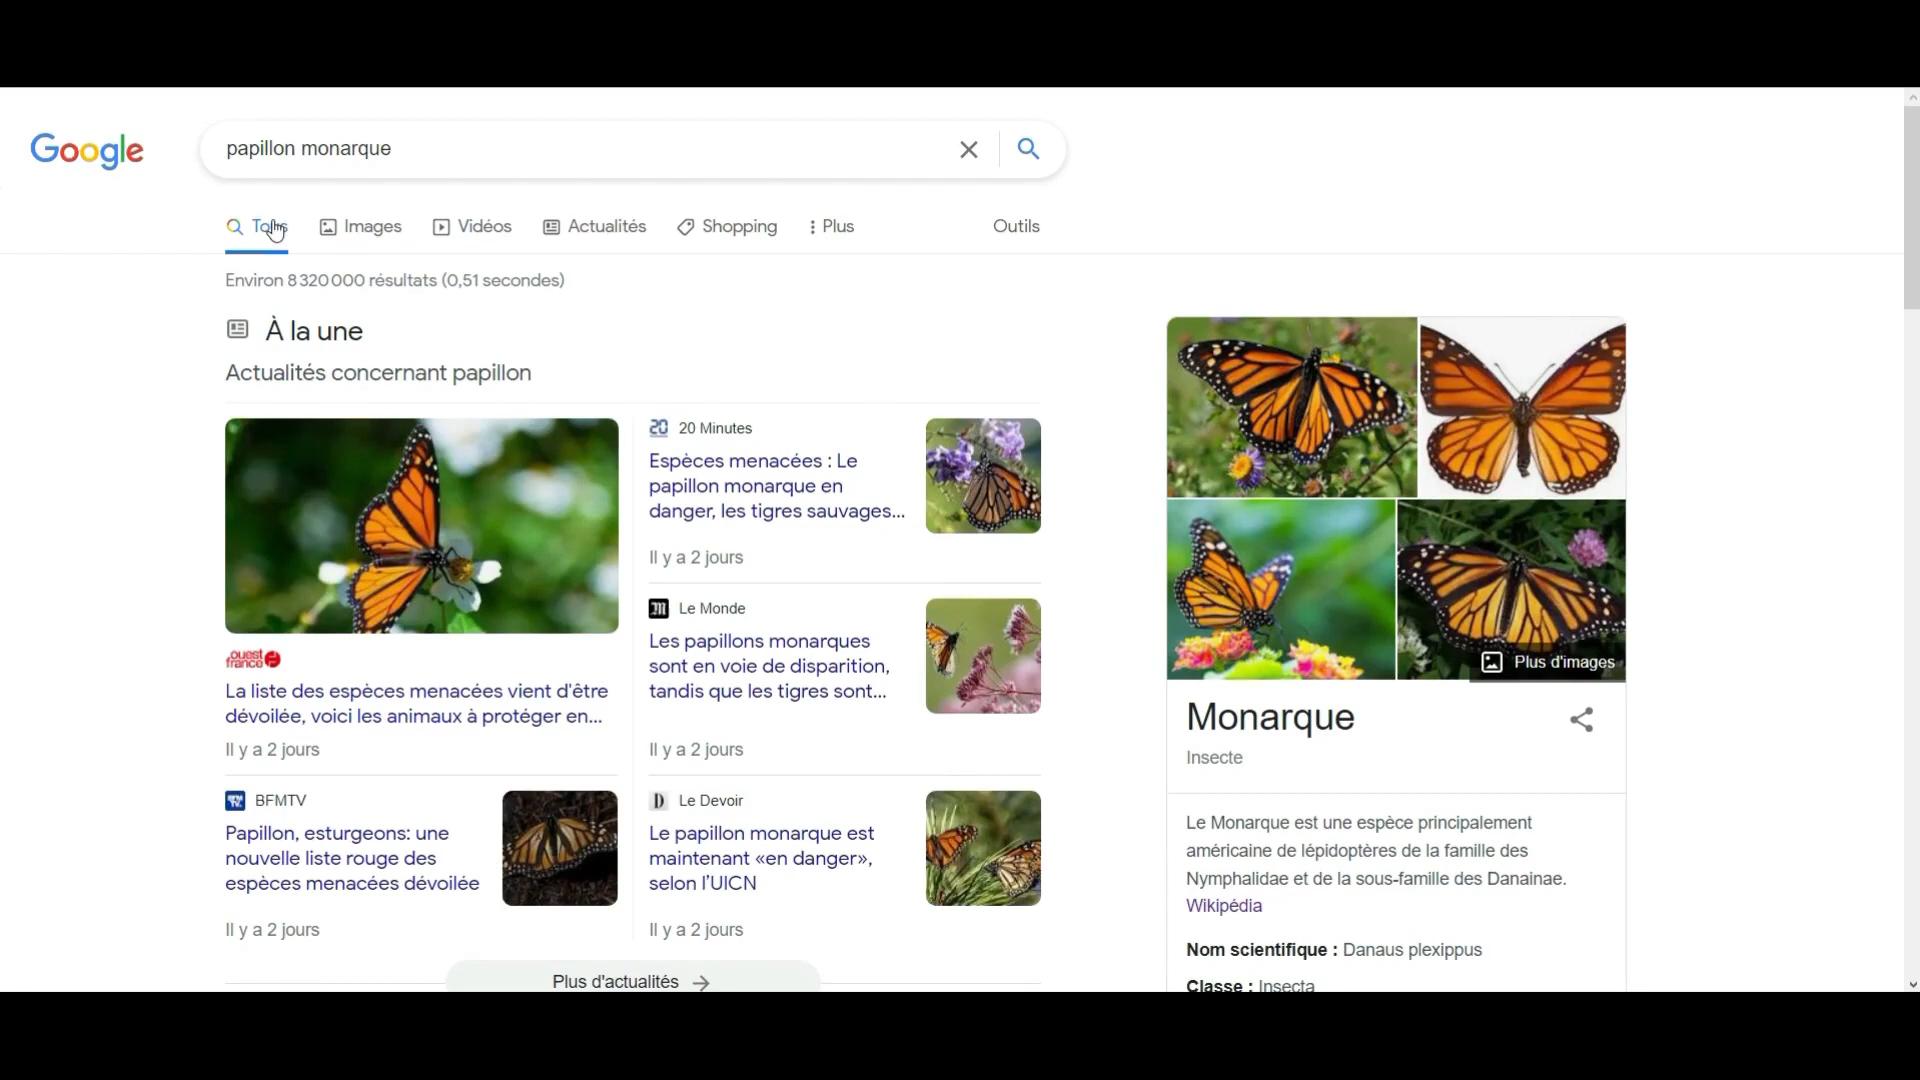 Google
papillon monarque
Tous
Images
Vidéos
Actualités
Shopping
Plus
Outils
Environ 8 320 000 résultats (0,51 secondes)
À la une
Actualités concernant papillon
ouest
france
La liste des espèces menacées vient d'être
dévoilée, voici les animaux à protéger en...
Il y a 2 jours
BFM
TV.
BFMTV
Papillon, esturgeons: une
nouvelle liste rouge des
espèces menacées dévoilée
Il y a 2 jours
20
20 Minutes
Espèces menacées : Le
papillon monarque en
danger, les tigres sauvages...
Il y a 2 jours
M
Le Monde
Les papillons monarques
sont en voie de disparition,
tandis que les tigres sont...
Il y a 2 jours
D
Le Devoir
Le papillon monarque est
maintenant «en danger»,
selon l’UICN
Il y a 2 jours
Plus d'actualités
Plus d'images
Monarque
Insecte
Le Monarque est une espèce principalement
américaine de lépidoptères de la famille des
Nymphalidae et de la sous-famille des Danainae.
Wikipédia
Nom scientifique : Danaus plexippus
Classe : Insecta